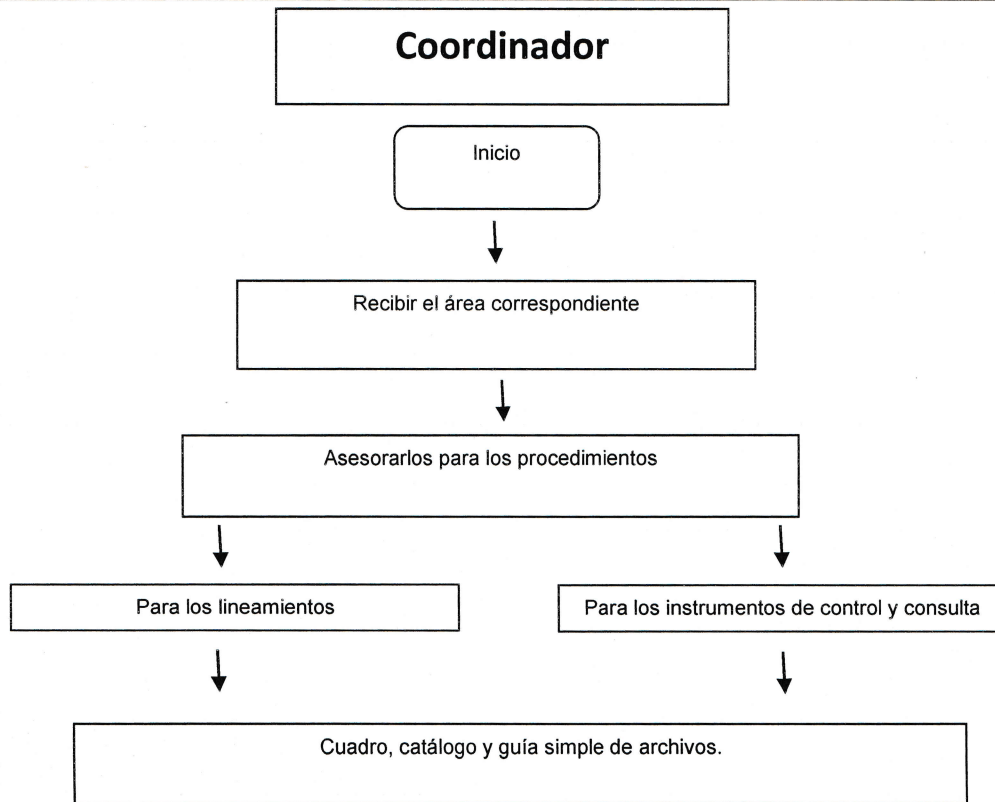 Coordinador
Inicio
Recibir el área correspondiente
Asesorarlos para los procedimientos
Para los lineamientos
Para los instrumentos de control y consulta
Cuadro, catálogo y guía simple de archivos.